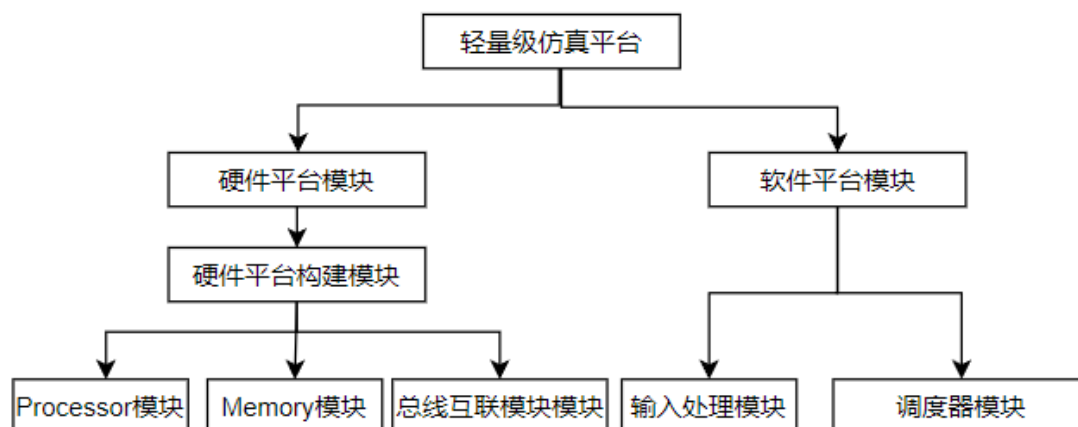 轻量级仿真平台
硬件平台模块
软件平台模块
硬件平台构建模块
Processor模块
Memory模块
总线互联模块模块
输入处理模块
调度器模块